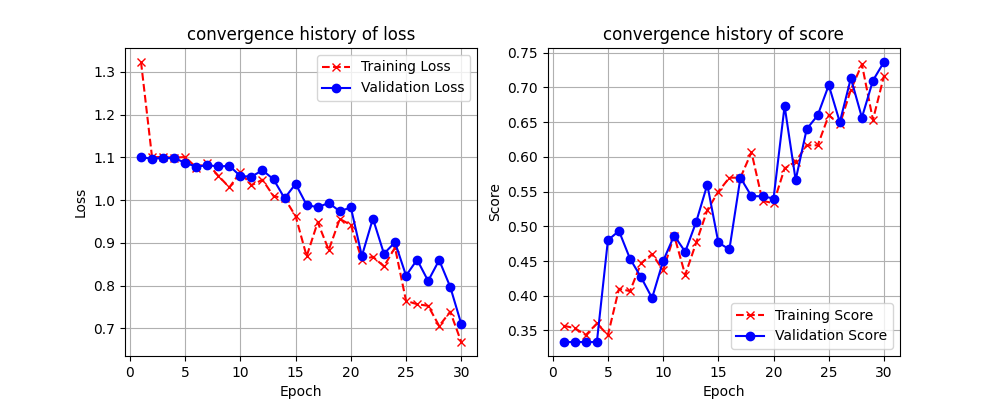 convergence history of loss
1.3
1.2
1.1
1.0
0.9
0.8
0.7
Loss
Training Loss
Validation Loss
0 5 10 15 20 25 30
Epoch
convergence history of score
0.75
0.70
0.65
0.60
0.55
0.50
0.45
0.40
0.35
Score
Training Score
Validation Score
0 5 10 15 20 25 30
Epoch